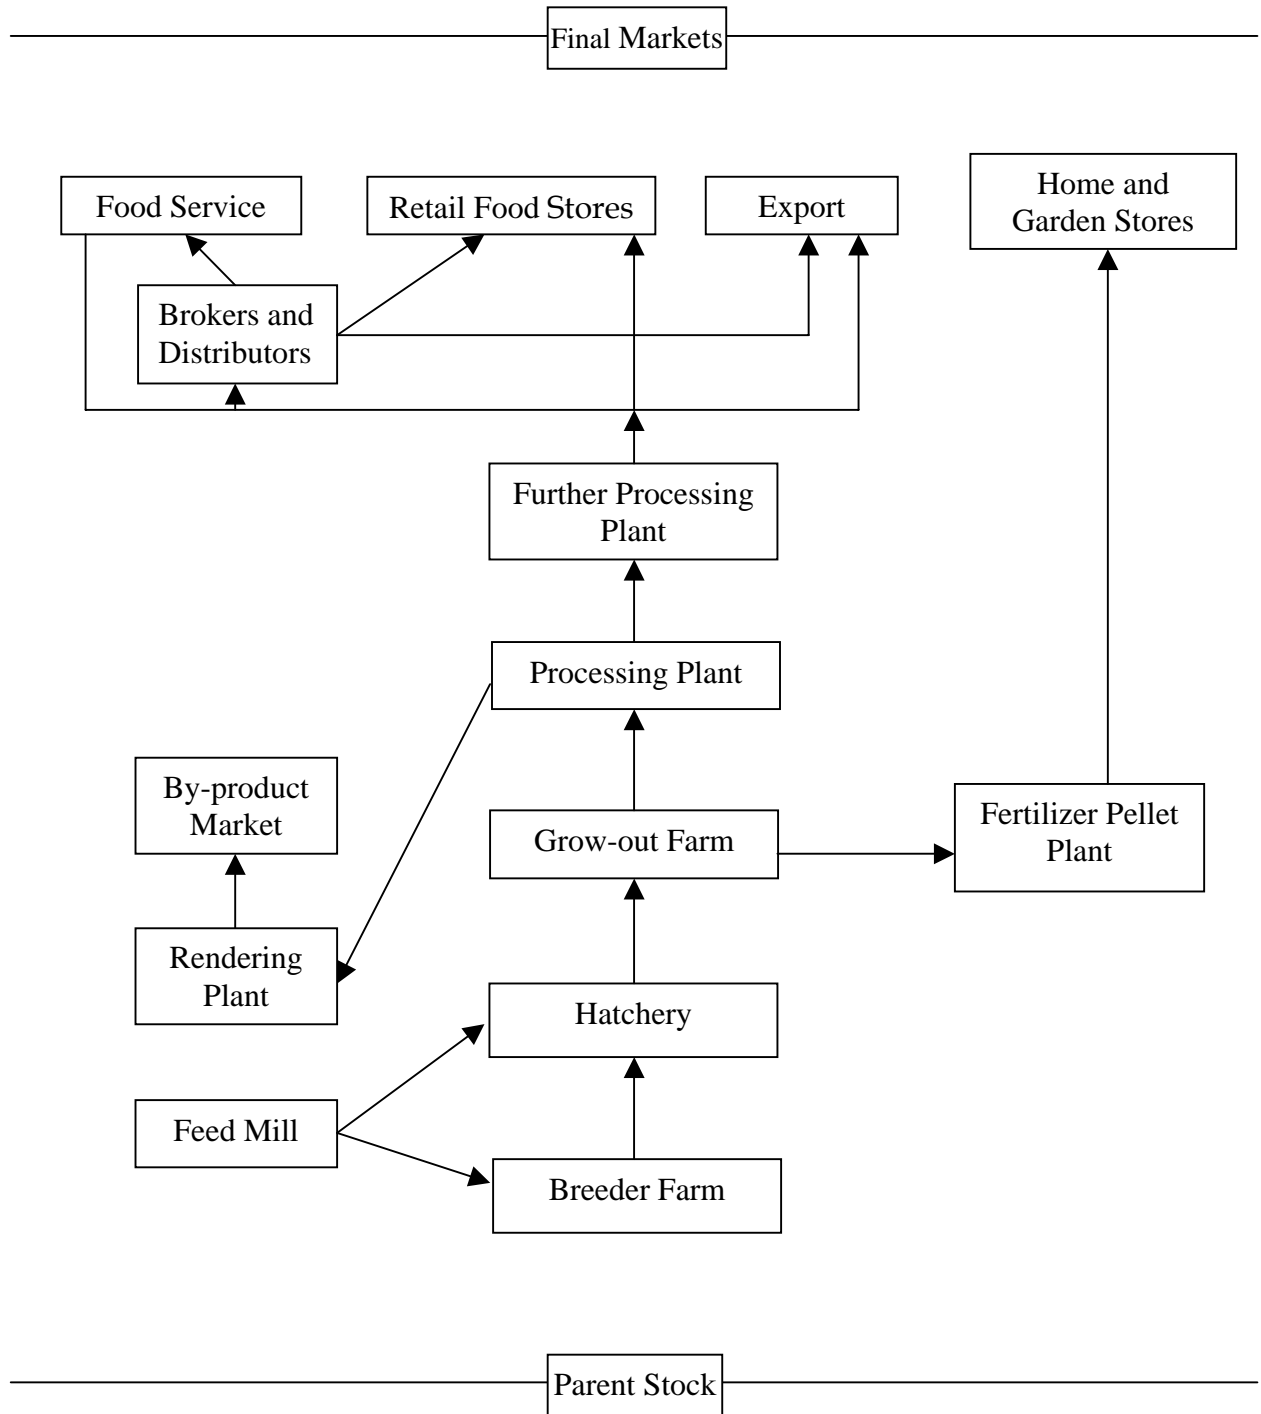 Final Markets
Food Service
Retail Food Stores
Export
Home and
Garden Stores
Brokers and
Distributors
Further Processing
Plant
Processing Plant
By-product
Market
Grow-out Farm
Fertilizer Pellet
Plant
Rendering
Plant
Hatchery
Feed Mill
Breeder Farm
Parent Stock